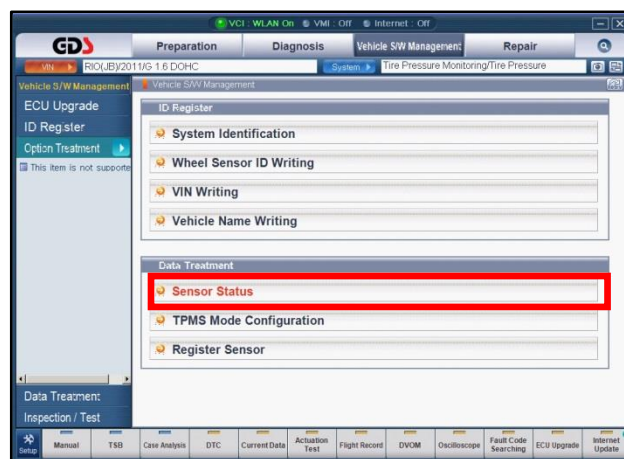 VCI : WLAN On VMI : Off Internet : Off
GDS
Preparation Diagnosis Vehicle S/W Management Repair
VIN RIO(JB)/2011/G 1.6 DOHC System Tire Pressure Monitoring/Tire Pressure
Vehicle S/W Management
Vehicle S/W Management
ECU Upgrade
ID Register
Option Treatment
This item is not supporte
ID Register
System Identification
Wheel Sensor ID Writing
VIN Writing
Vehicle Name Writing
Data Treatment
Sensor Status
TPMS Mode Configuration
Register Sensor
Data Treatment
Inspection / Test
Setup Manual TSB Case Analysis DTC Current Data Actuation Test Flight Record DVOM Oscilloscope Fault Code Searching ECU Upgrade Internet Update